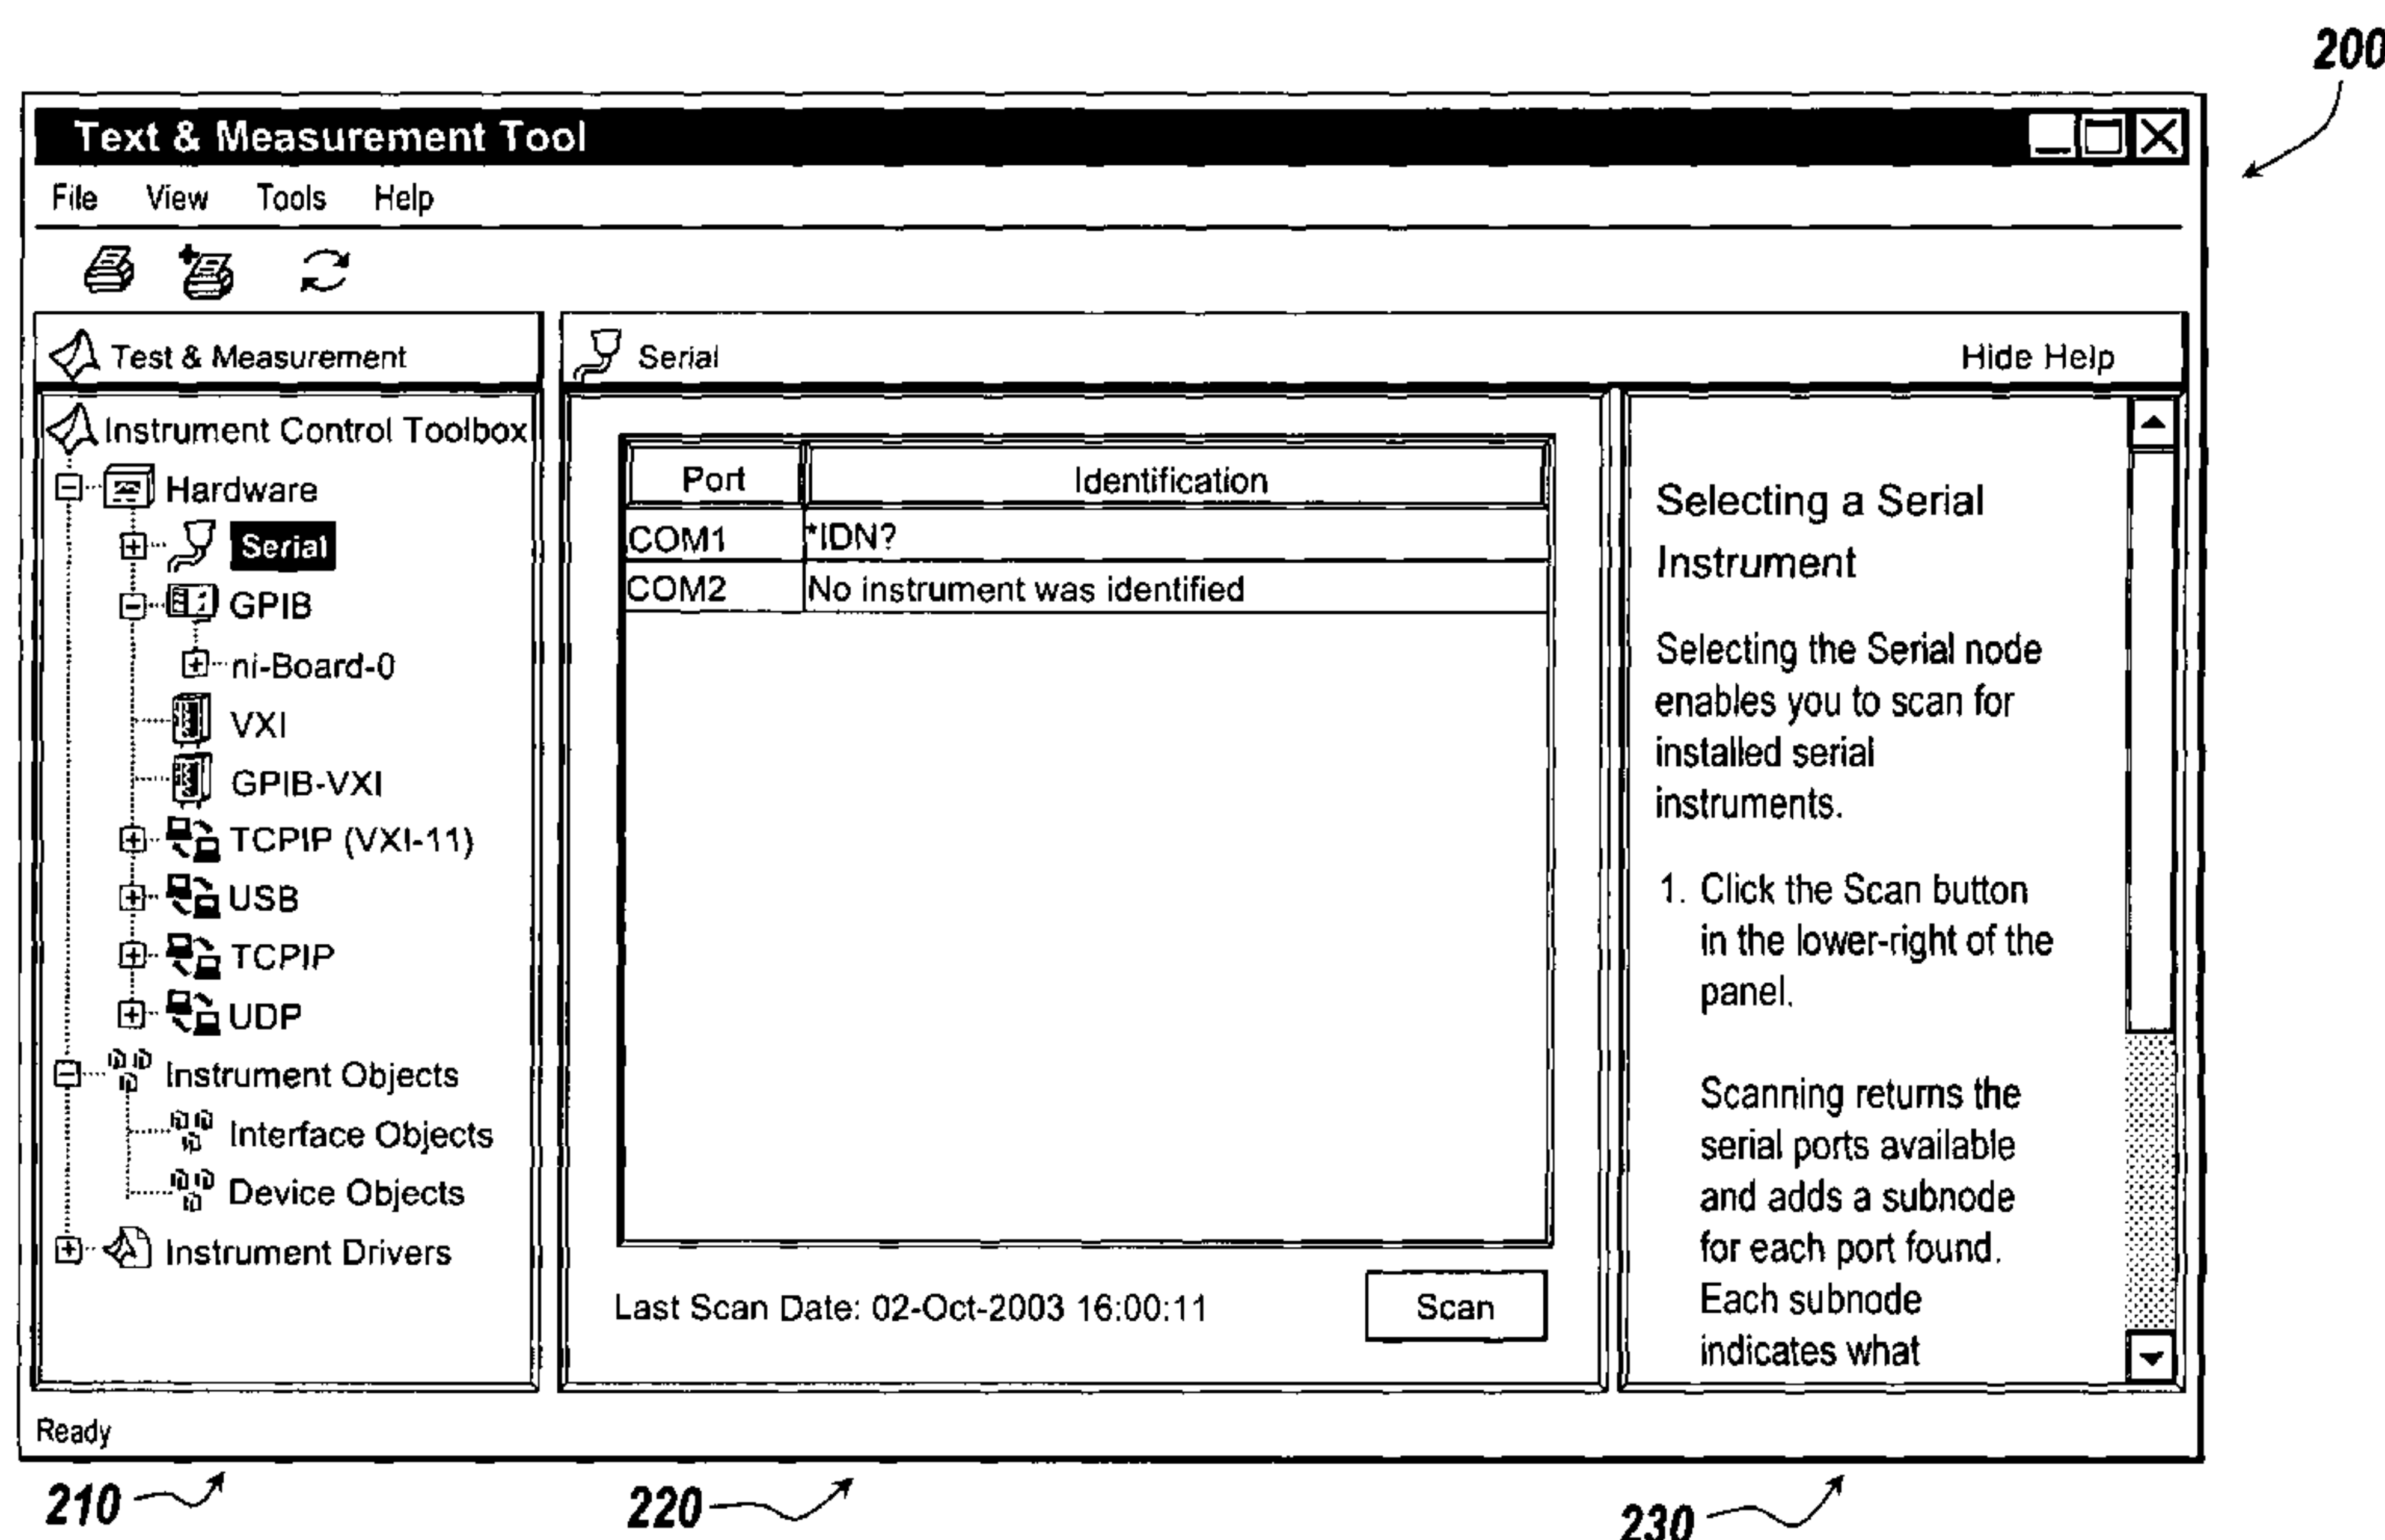 200
Text & Measurement Tool
File View Tools Help
Test & Measurement
Serial
Hide Help
Instrument Control Toolbox
Hardware
Serial
GPIB
ni-Board-0
VXI
GPIB-VXI
TCPIP (VXI-11)
USB
TCPIP
UDP
Instrument Objects
Interface Objects
Device Objects
Instrument Drivers
Port Identification
COM1 *IDN?
COM2 No instrument was identified
Last Scan Date: 02-Oct-2003 16:00:11
Scan
Selecting a Serial
Instrument
Selecting the Serial node
enables you to scan for
installed serial
instruments.
1. Click the Scan button
in the lower-right of the
panel.
Scanning returns the
serial ports available
and adds a subnode
for each port found.
Each subnode
indicates what
Ready
210
220
230